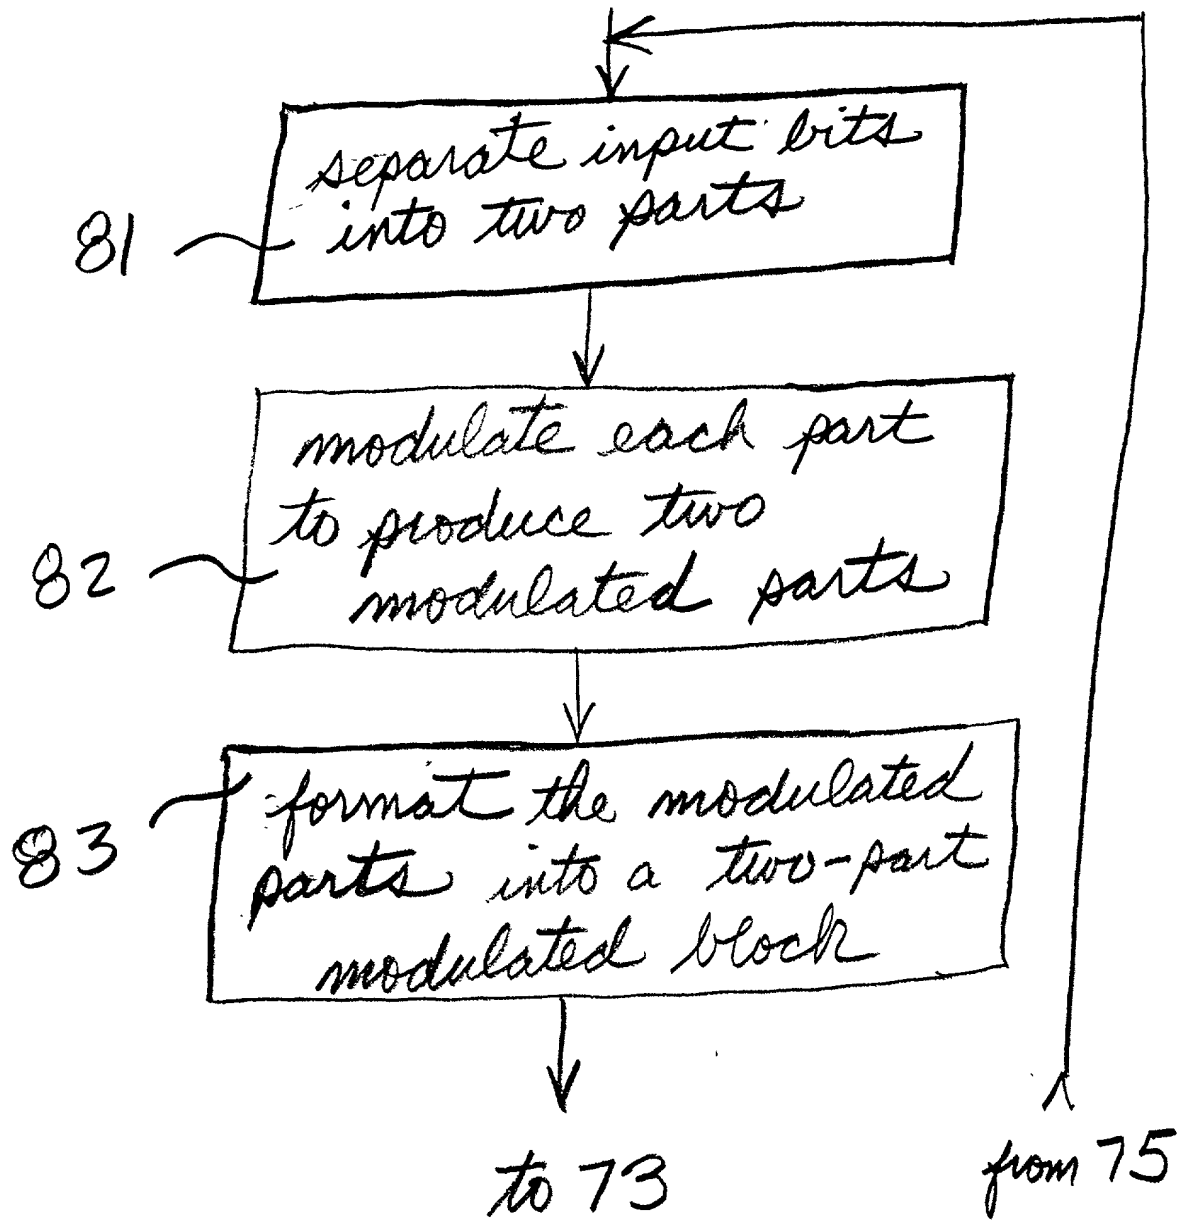 separate input bits
into two parts
81
modulate each part
to produce two
modulated parts
82
format the modulated
parts into a two-part
modulated block
83
to 73
from 75